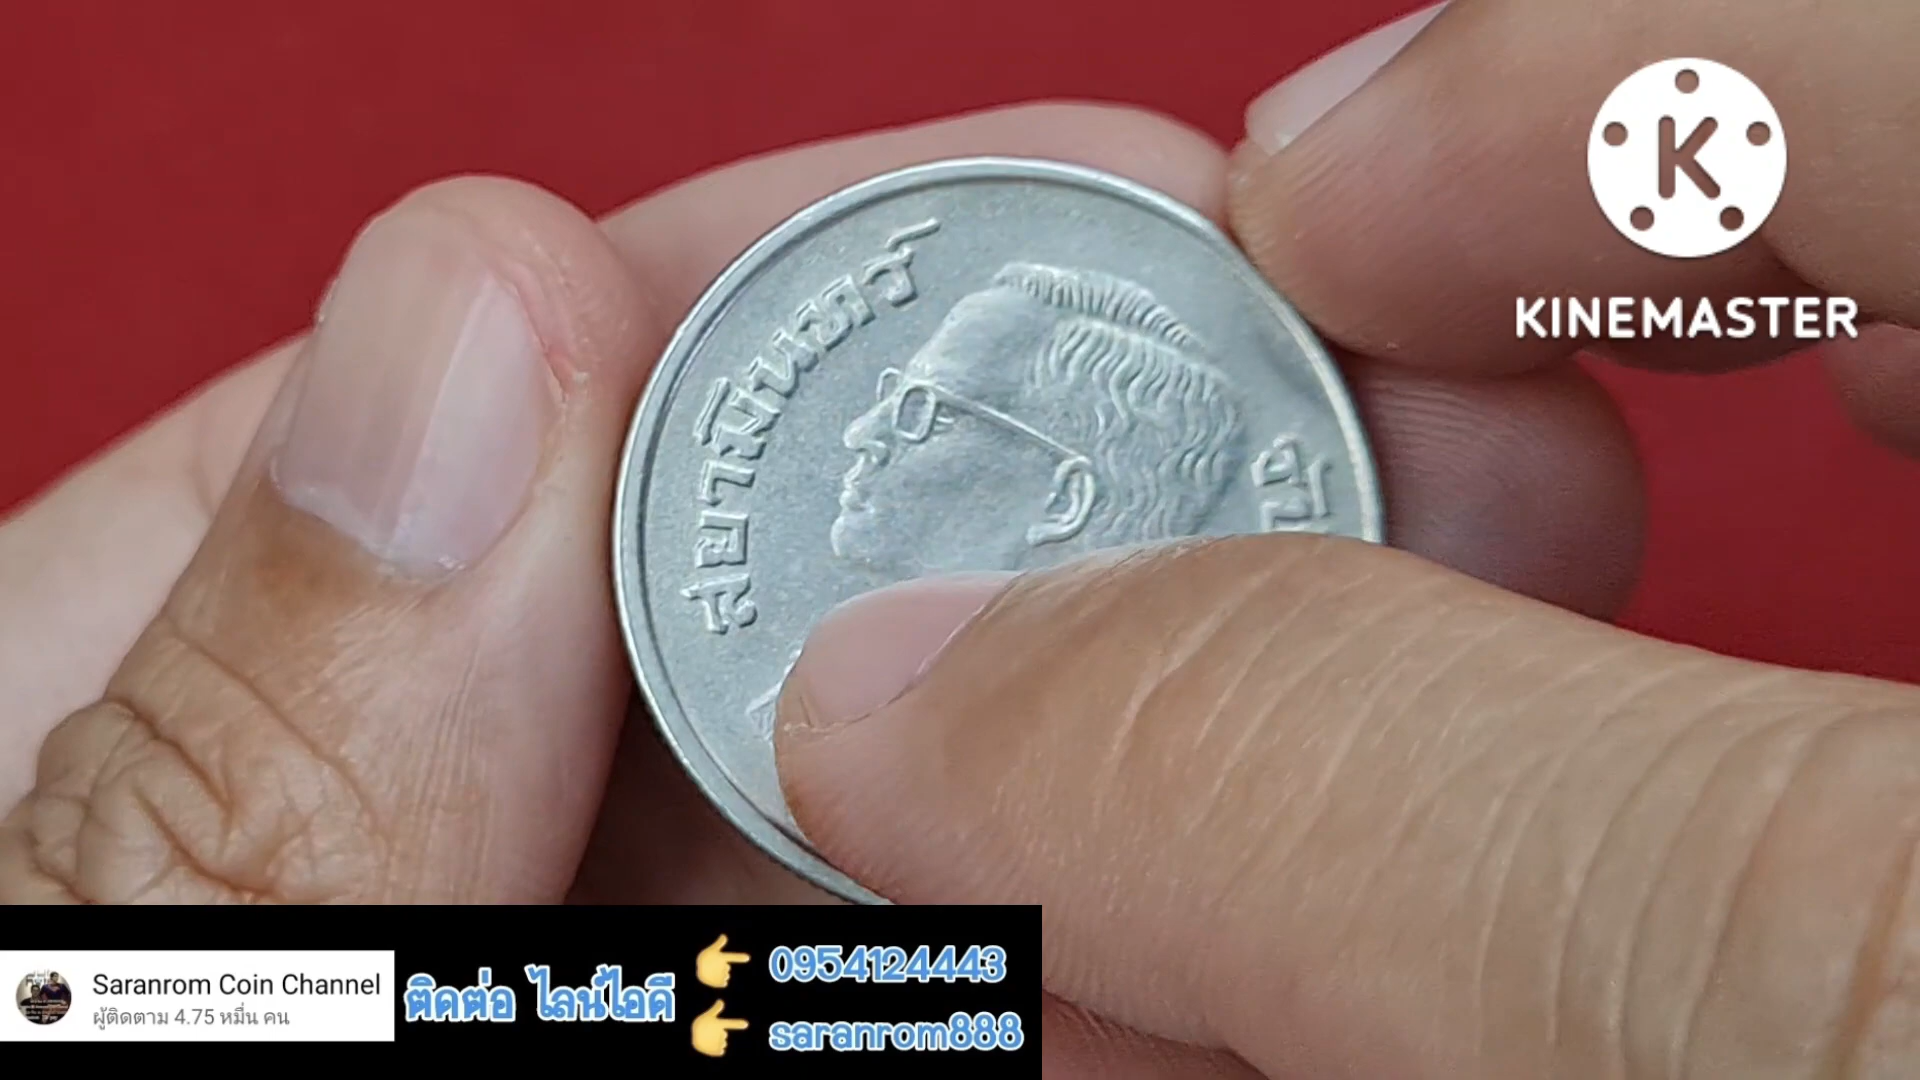 สยามินทร์
KINEMASTER
Saranrom Coin Channel
ผู้ติดตาม 4.75 หมื่น คน
ติดต่อ ไลน์ไอดี
👉 0954124443
👉 saranrom888